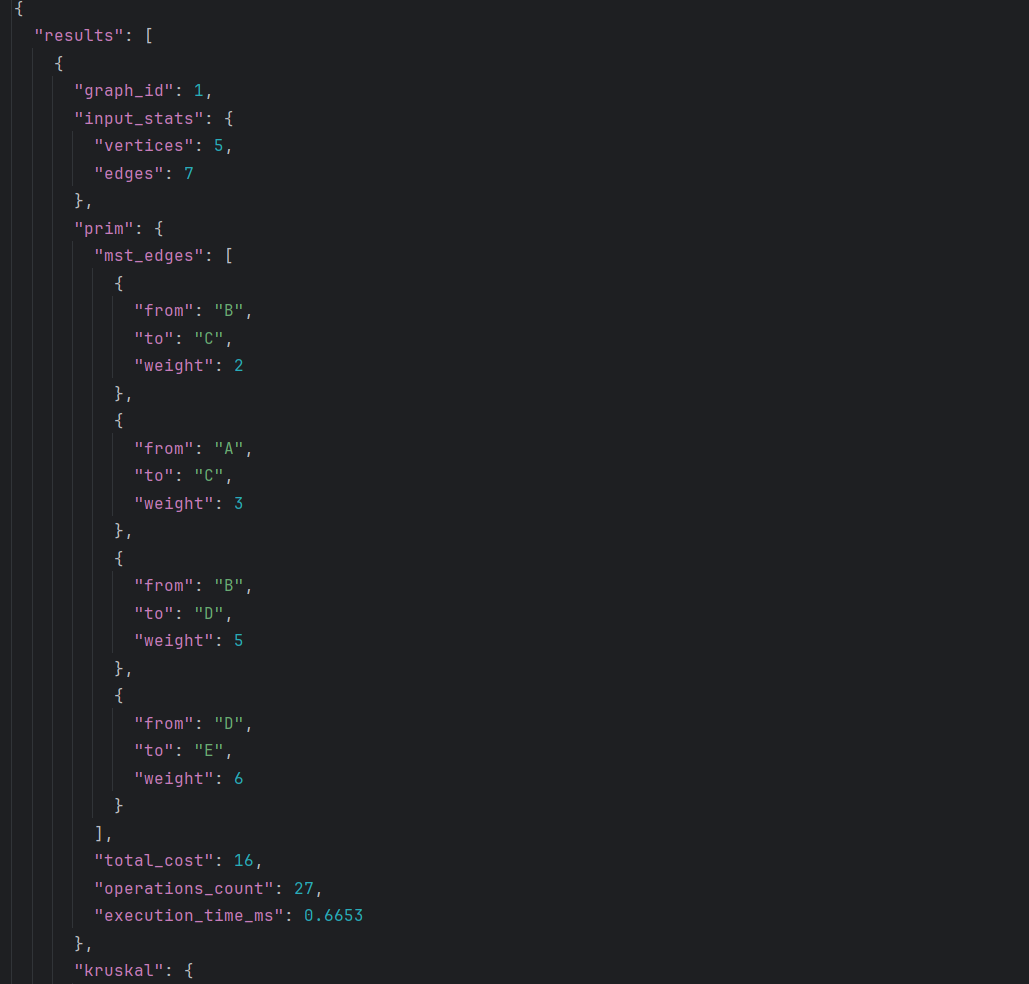 {
  "results": [
    {
      "graph_id": 1,
      "input_stats": {
        "vertices": 5,
        "edges": 7
      },
      "prim": {
        "mst_edges": [
          {
            "from": "B",
            "to": "C",
            "weight": 2
          },
          {
            "from": "A",
            "to": "C",
            "weight": 3
          },
          {
            "from": "B",
            "to": "D",
            "weight": 5
          },
          {
            "from": "D",
            "to": "E",
            "weight": 6
          }
        ],
        "total_cost": 16,
        "operations_count": 27,
        "execution_time_ms": 0.6653
      },
      "kruskal": {